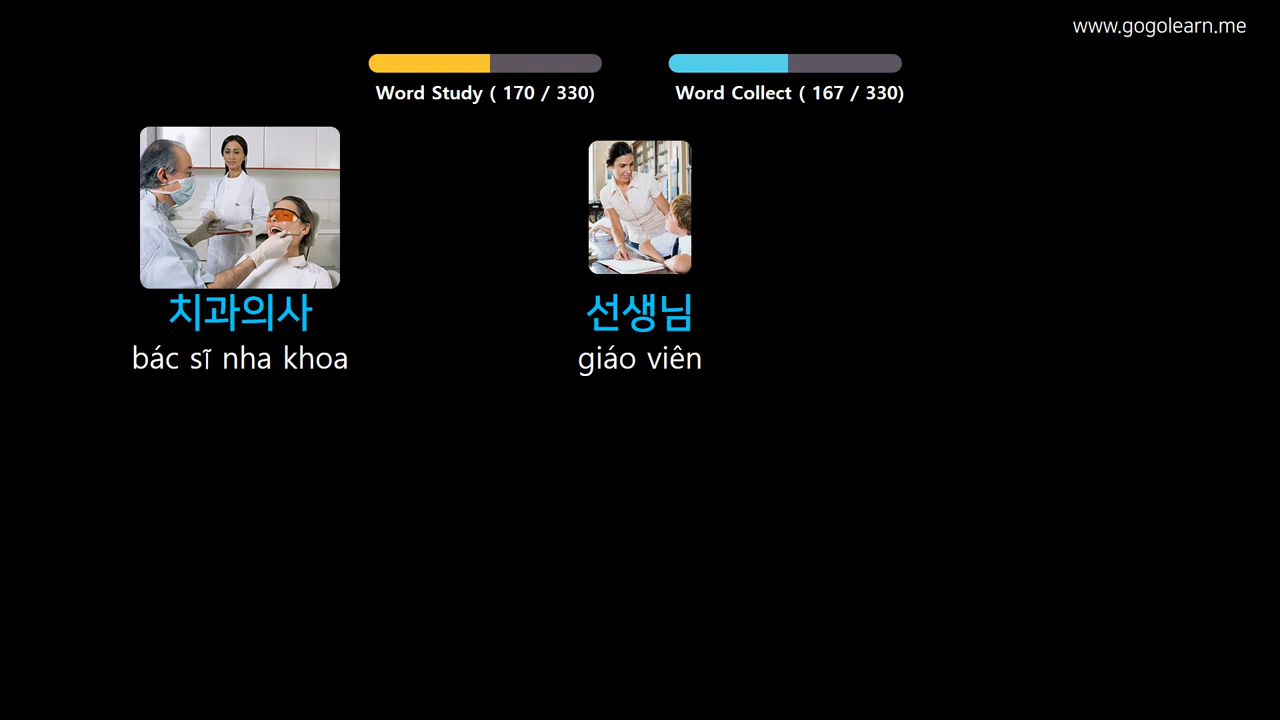 www.gogolearn.me
Word Study ( 170 / 330)
Word Collect ( 167 / 330)
치과의사
bác sĩ nha khoa
선생님
giáo viên